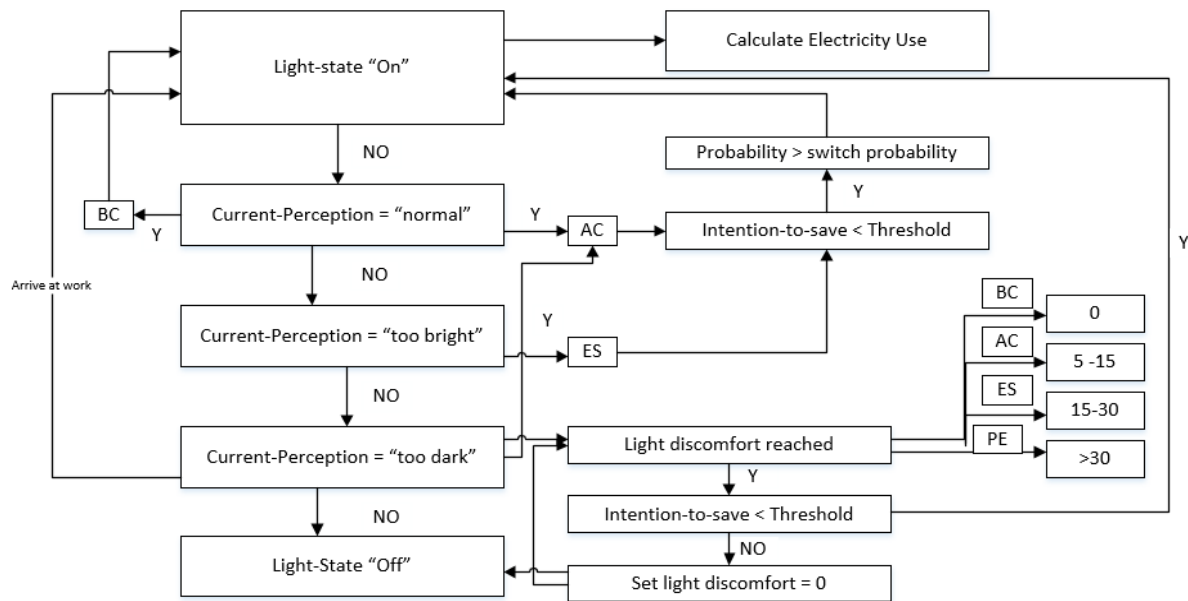 Light-state “On”
Calculate Electricity Use
NO
Probability > switch probability
Y
BC
Y
Current-Perception = “normal”
Y
AC
Intention-to-save < Threshold
Y
NO
Arrive at work
Current-Perception = “too bright”
Y
ES
BC
0
AC
5 -15
NO
ES
15-30
Current-Perception = “too dark”
Light discomfort reached
PE
>30
Y
NO
Intention-to-save < Threshold
NO
Light-State “Off”
Set light discomfort = 0